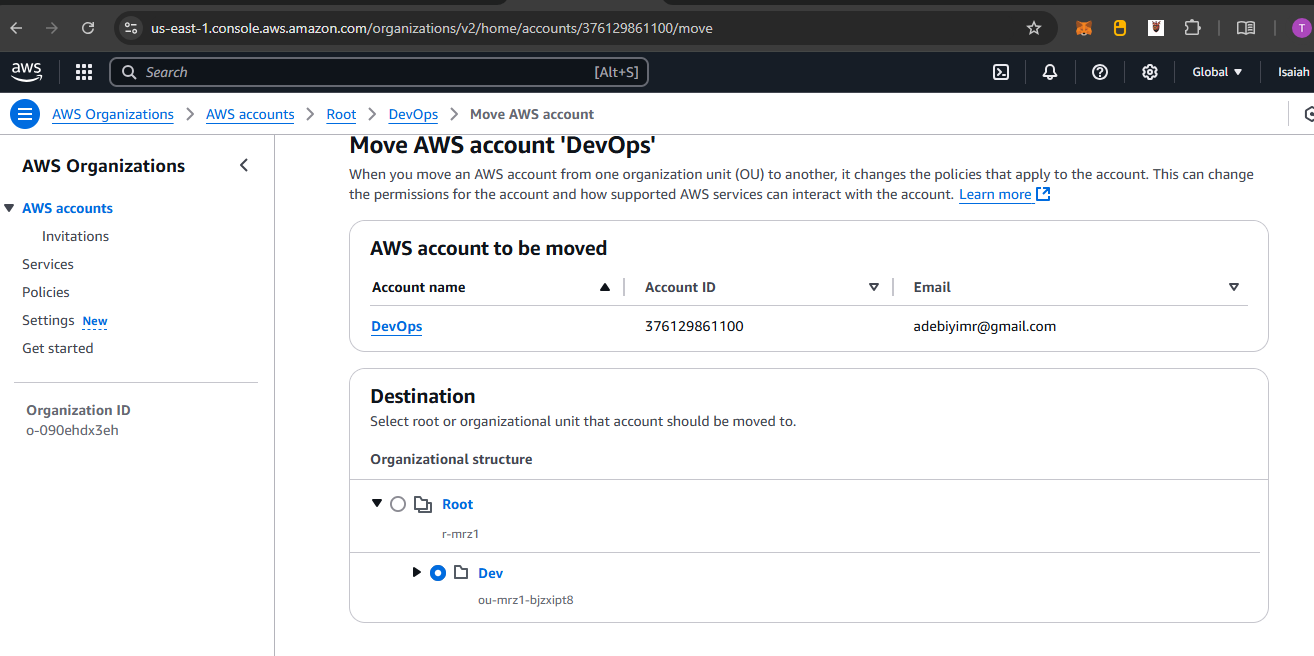 us-east-1.console.aws.amazon.com/organizations/v2/home/accounts/376129861100/move
T
aws
Search
[Alt+S]
Global
Isaiah
AWS Organizations
AWS accounts
Root
DevOps
Move AWS account
AWS Organizations
AWS accounts
Invitations
Services
Policies
Settings New
Get started
Organization ID
o-090ehdx3eh
Move AWS account 'DevOps'
When you move an AWS account from one organization unit (OU) to another, it changes the policies that apply to the account. This can change
the permissions for the account and how supported AWS services can interact with the account. Learn more
AWS account to be moved
Account name
Account ID
Email
DevOps
376129861100
adebiyimr@gmail.com
Destination
Select root or organizational unit that account should be moved to.
Organizational structure
Root
r-mrz1
Dev
ou-mrz1-bjzxipt8